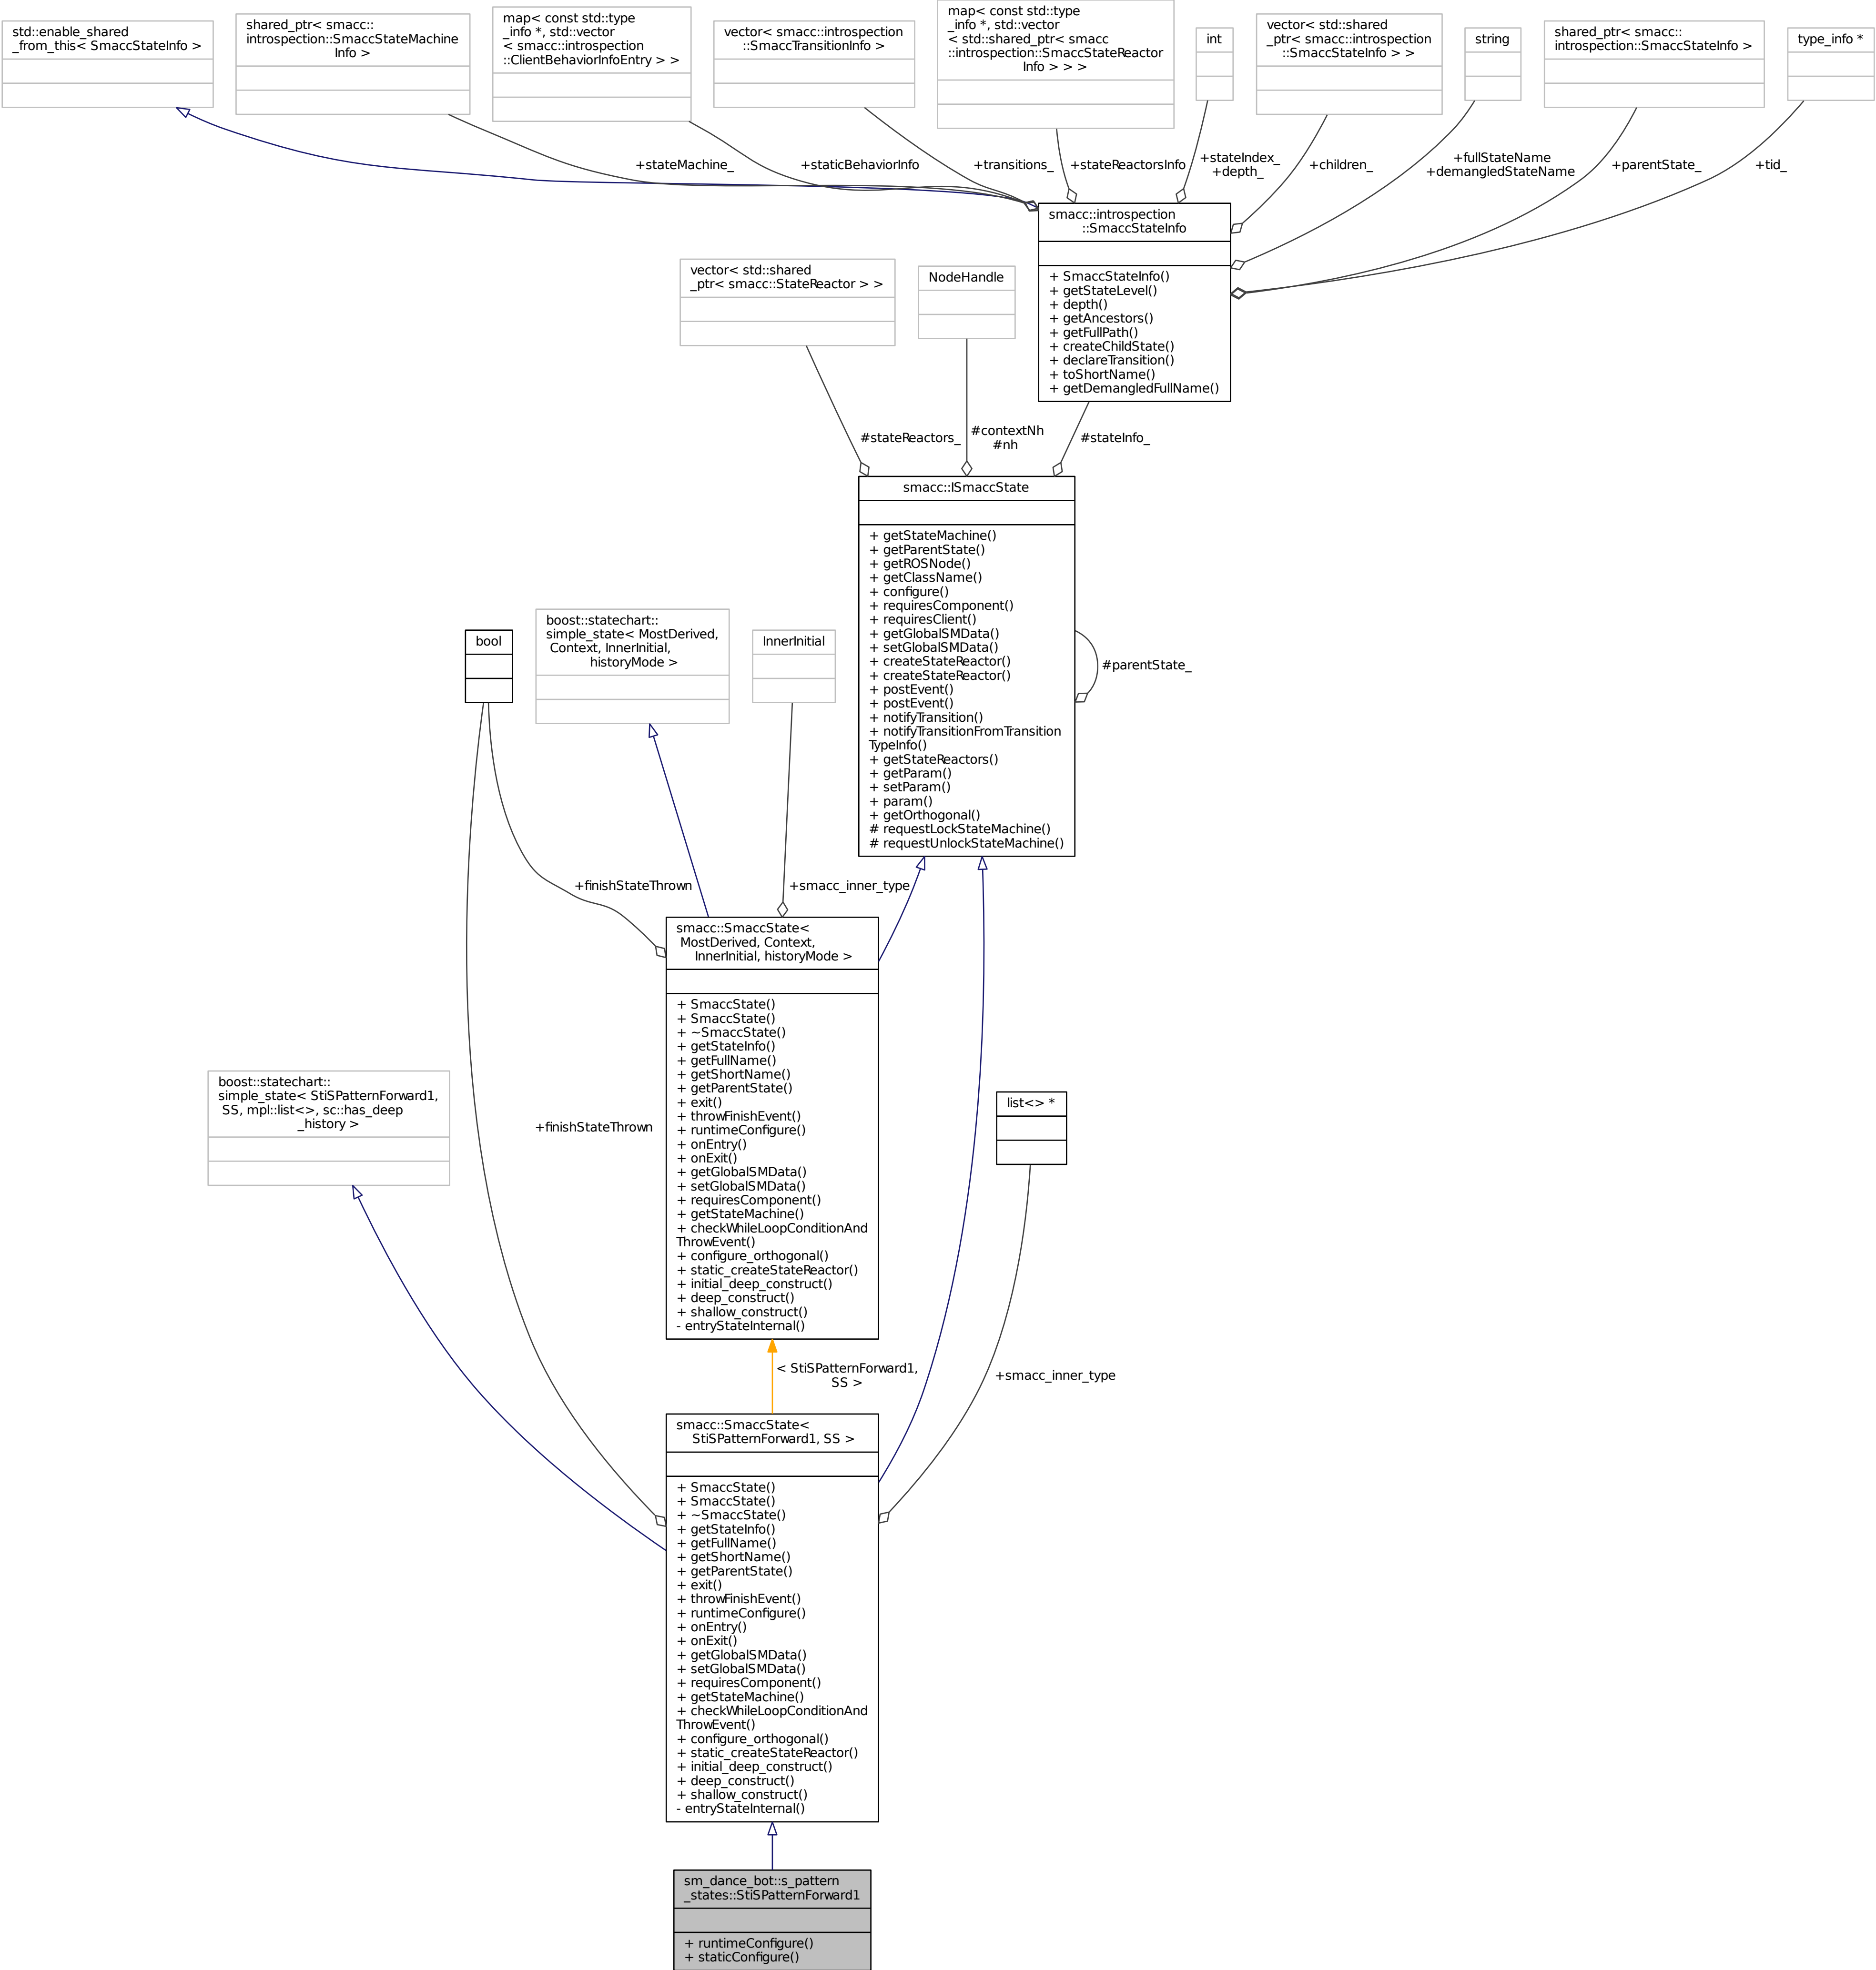 std::enable_shared
_from_this< SmaccStateInfo >
shared_ptr< smacc::
introspection::SmaccStateMachine
Info >
map< const std::type
_info *, std::vector
< smacc::introspection
::ClientBehaviorInfoEntry > >
vector< smacc::introspection
::SmaccTransitionInfo >
map< const std::type
_info *, std::vector
< std::shared_ptr< smacc
::introspection::SmaccStateReactor
Info > > >
int
vector< std::shared
_ptr< smacc::introspection
::SmaccStateInfo > >
string
shared_ptr< smacc::
introspection::SmaccStateInfo >
type_info *
+stateMachine_
+staticBehaviorInfo
+transitions_
+stateReactorsInfo
+stateIndex_
+depth_
+children_
+fullStateName
+demangledStateName
+parentState_
+tid_
smacc::introspection
::SmaccStateInfo
+ SmaccStateInfo()
+ getStateLevel()
+ depth()
+ getAncestors()
+ getFullPath()
+ createChildState()
+ declareTransition()
+ toShortName()
+ getDemangledFullName()
vector< std::shared
_ptr< smacc::StateReactor > >
NodeHandle
#stateReactors_
#contextNh
#nh
#stateInfo_
smacc::ISmaccState
+ getStateMachine()
+ getParentState()
+ getROSNode()
+ getClassName()
+ configure()
+ requiresComponent()
+ requiresClient()
+ getGlobalSMData()
+ setGlobalSMData()
+ createStateReactor()
+ createStateReactor()
+ postEvent()
+ postEvent()
+ notifyTransition()
+ notifyTransitionFromTransition
TypeInfo()
+ getStateReactors()
+ getParam()
+ setParam()
+ param()
+ getOrthogonal()
# requestLockStateMachine()
# requestUnlockStateMachine()
#parentState_
bool
boost::statechart::
simple_state< MostDerived,
Context, InnerInitial,
historyMode >
InnerInitial
+finishStateThrown
+smacc_inner_type
smacc::SmaccState<
MostDerived, Context,
InnerInitial, historyMode >
+ SmaccState()
+ SmaccState()
+ ~SmaccState()
+ getStateInfo()
+ getFullName()
+ getShortName()
+ getParentState()
+ exit()
+ throwFinishEvent()
+ runtimeConfigure()
+ onEntry()
+ onExit()
+ getGlobalSMData()
+ setGlobalSMData()
+ requiresComponent()
+ getStateMachine()
+ checkWhileLoopConditionAnd
ThrowEvent()
+ configure_orthogonal()
+ static_createStateReactor()
+ initial_deep_construct()
+ deep_construct()
+ shallow_construct()
- entryStateInternal()
boost::statechart::
simple_state< StiSPatternForward1,
SS, mpl::list<>, sc::has_deep
_history >
+finishStateThrown
list<> *
< StiSPatternForward1,
SS >
+smacc_inner_type
smacc::SmaccState<
StiSPatternForward1, SS >
+ SmaccState()
+ SmaccState()
+ ~SmaccState()
+ getStateInfo()
+ getFullName()
+ getShortName()
+ getParentState()
+ exit()
+ throwFinishEvent()
+ runtimeConfigure()
+ onEntry()
+ onExit()
+ getGlobalSMData()
+ setGlobalSMData()
+ requiresComponent()
+ getStateMachine()
+ checkWhileLoopConditionAnd
ThrowEvent()
+ configure_orthogonal()
+ static_createStateReactor()
+ initial_deep_construct()
+ deep_construct()
+ shallow_construct()
- entryStateInternal()
sm_dance_bot::s_pattern
_states::StiSPatternForward1
+ runtimeConfigure()
+ staticConfigure()